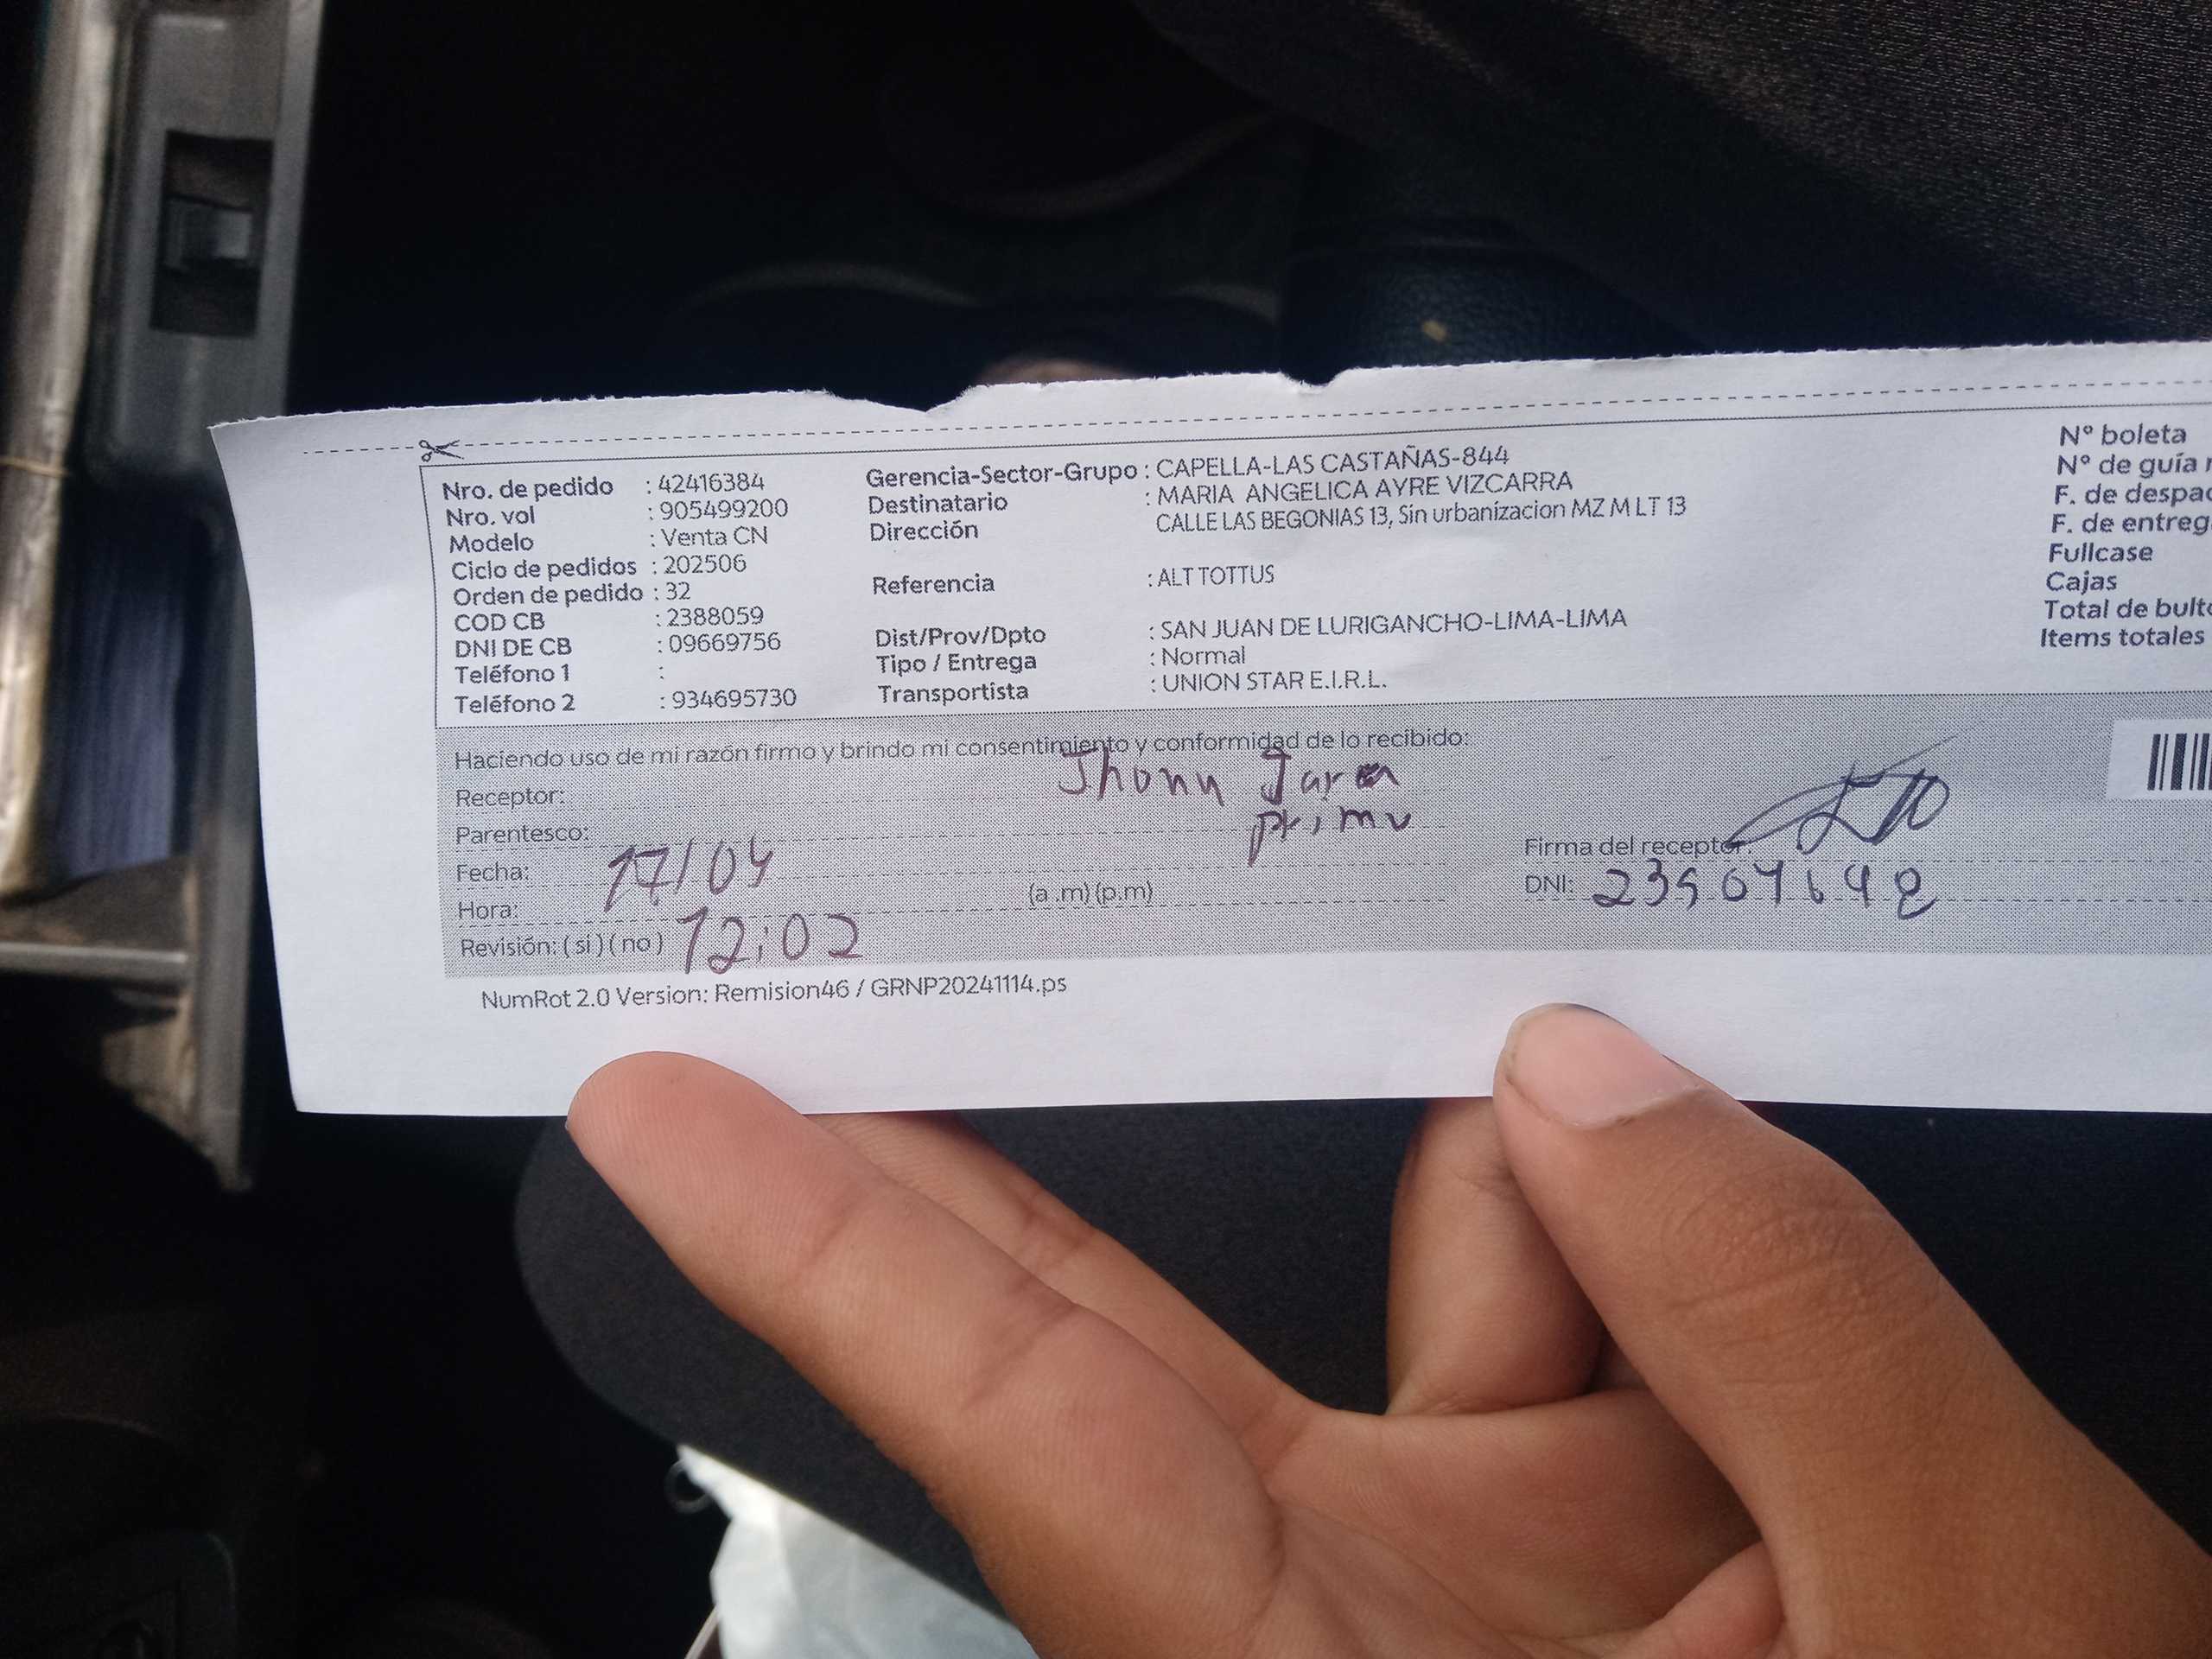 Nro. de pedido : 42416384
Nro. vol : 905499200
Modelo : Venta CN
Ciclo de pedidos : 202506
Orden de pedido : 32
COD CB : 2388059
DNI DE CB : 09669756
Teléfono 1 :
Teléfono 2 : 934695730
Gerencia-Sector-Grupo : CAPELLA-LAS CASTAÑAS-844
Destinatario : MARIA ANGELICA AYRE VIZCARRA
Dirección CALLE LAS BEGONIAS 13, Sin urbanizacion MZ M LT 13
Referencia : ALT TOTTUS
Dist/Prov/Dpto : SAN JUAN DE LURIGANCHO-LIMA-LIMA
Tipo / Entrega : Normal
Transportista : UNION STAR E.I.R.L.
Nº boleta
Nº de guía
F. de
F. de
Fullcase
Cajas
Total de
Items totales
Haciendo uso de mi razón firmo y brindo mi consentimiento y conformidad de lo recibido:
Receptor: Jhony
Parentesco: primo
Fecha: 17/04
Hora: (a .m) (p.m)
Revisión: ( si ) ( no ) 12:02
Firma del receptor:
DNI:
NumRot 2.0 Version: Remision46 / GRNP20241114.ps